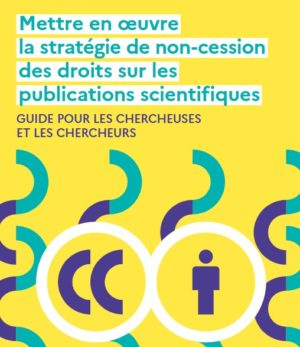 Mettre en œuvre
la stratégie de non-cession
des droits sur les
publications scientifiques
GUIDE POUR LES CHERCHEUSES
ET LES CHERCHEURS
CC